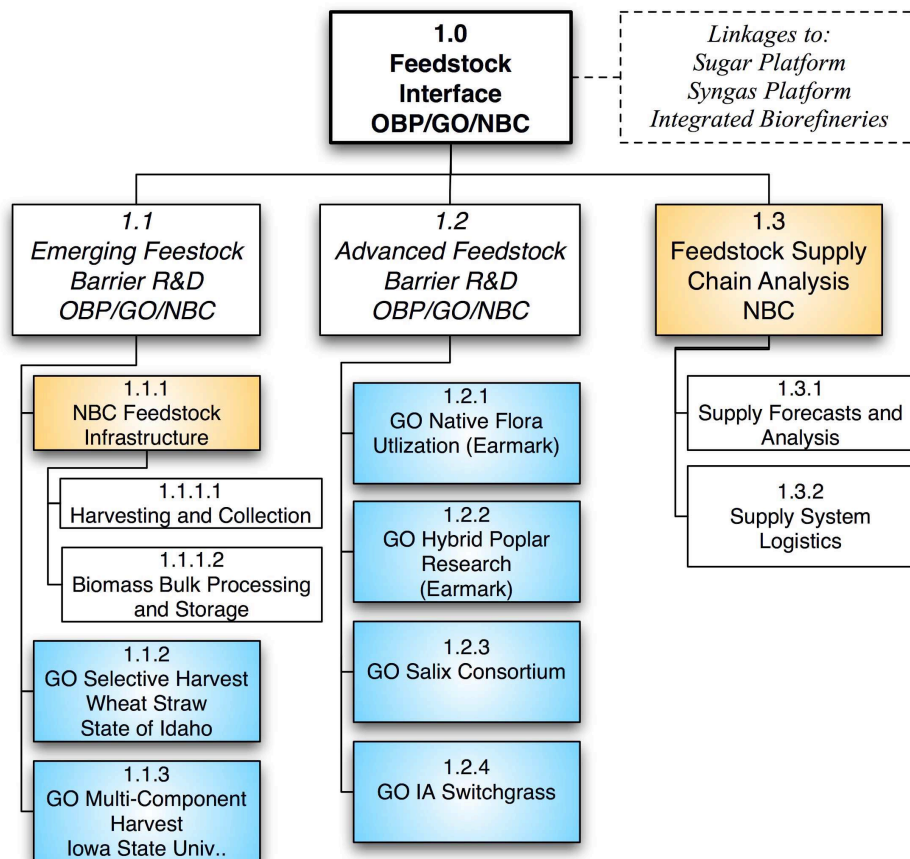 1.0
Feedstock
Interface
OBP/GO/NBC
Linkages to:
Sugar Platform
Syngas Platform
Integrated Biorefineries
1.1
Emerging Feestock
Barrier R&D
OBP/GO/NBC
1.1.1
NBC Feedstock
Infrastructure
1.1.1.1
Harvesting and Collection
1.1.1.2
Biomass Bulk Processing
and Storage
1.1.2
GO Selective Harvest
Wheat Straw
State of Idaho
1.1.3
GO Multi-Component
Harvest
Iowa State Univ..
1.2
Advanced Feedstock
Barrier R&D
OBP/GO/NBC
1.2.1
GO Native Flora
Utlization (Earmark)
1.2.2
GO Hybrid Poplar
Research
(Earmark)
1.2.3
GO Salix Consortium
1.2.4
GO IA Switchgrass
1.3
Feedstock Supply
Chain Analysis
NBC
1.3.1
Supply Forecasts and
Analysis
1.3.2
Supply System
Logistics